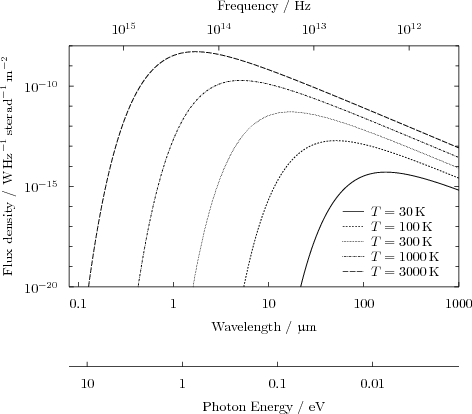 Frequency / Hz
10¹⁵ 10¹⁴ 10¹³ 10¹²
Flux density / W Hz⁻¹ sterad⁻¹ m⁻²
10⁻¹⁰
10⁻¹⁵
10⁻²⁰
T = 30 K
T = 100 K
T = 300 K
T = 1000 K
T = 3000 K
0.1 1 10 100 1000
Wavelength / µm
10 1 0.1 0.01
Photon Energy / eV